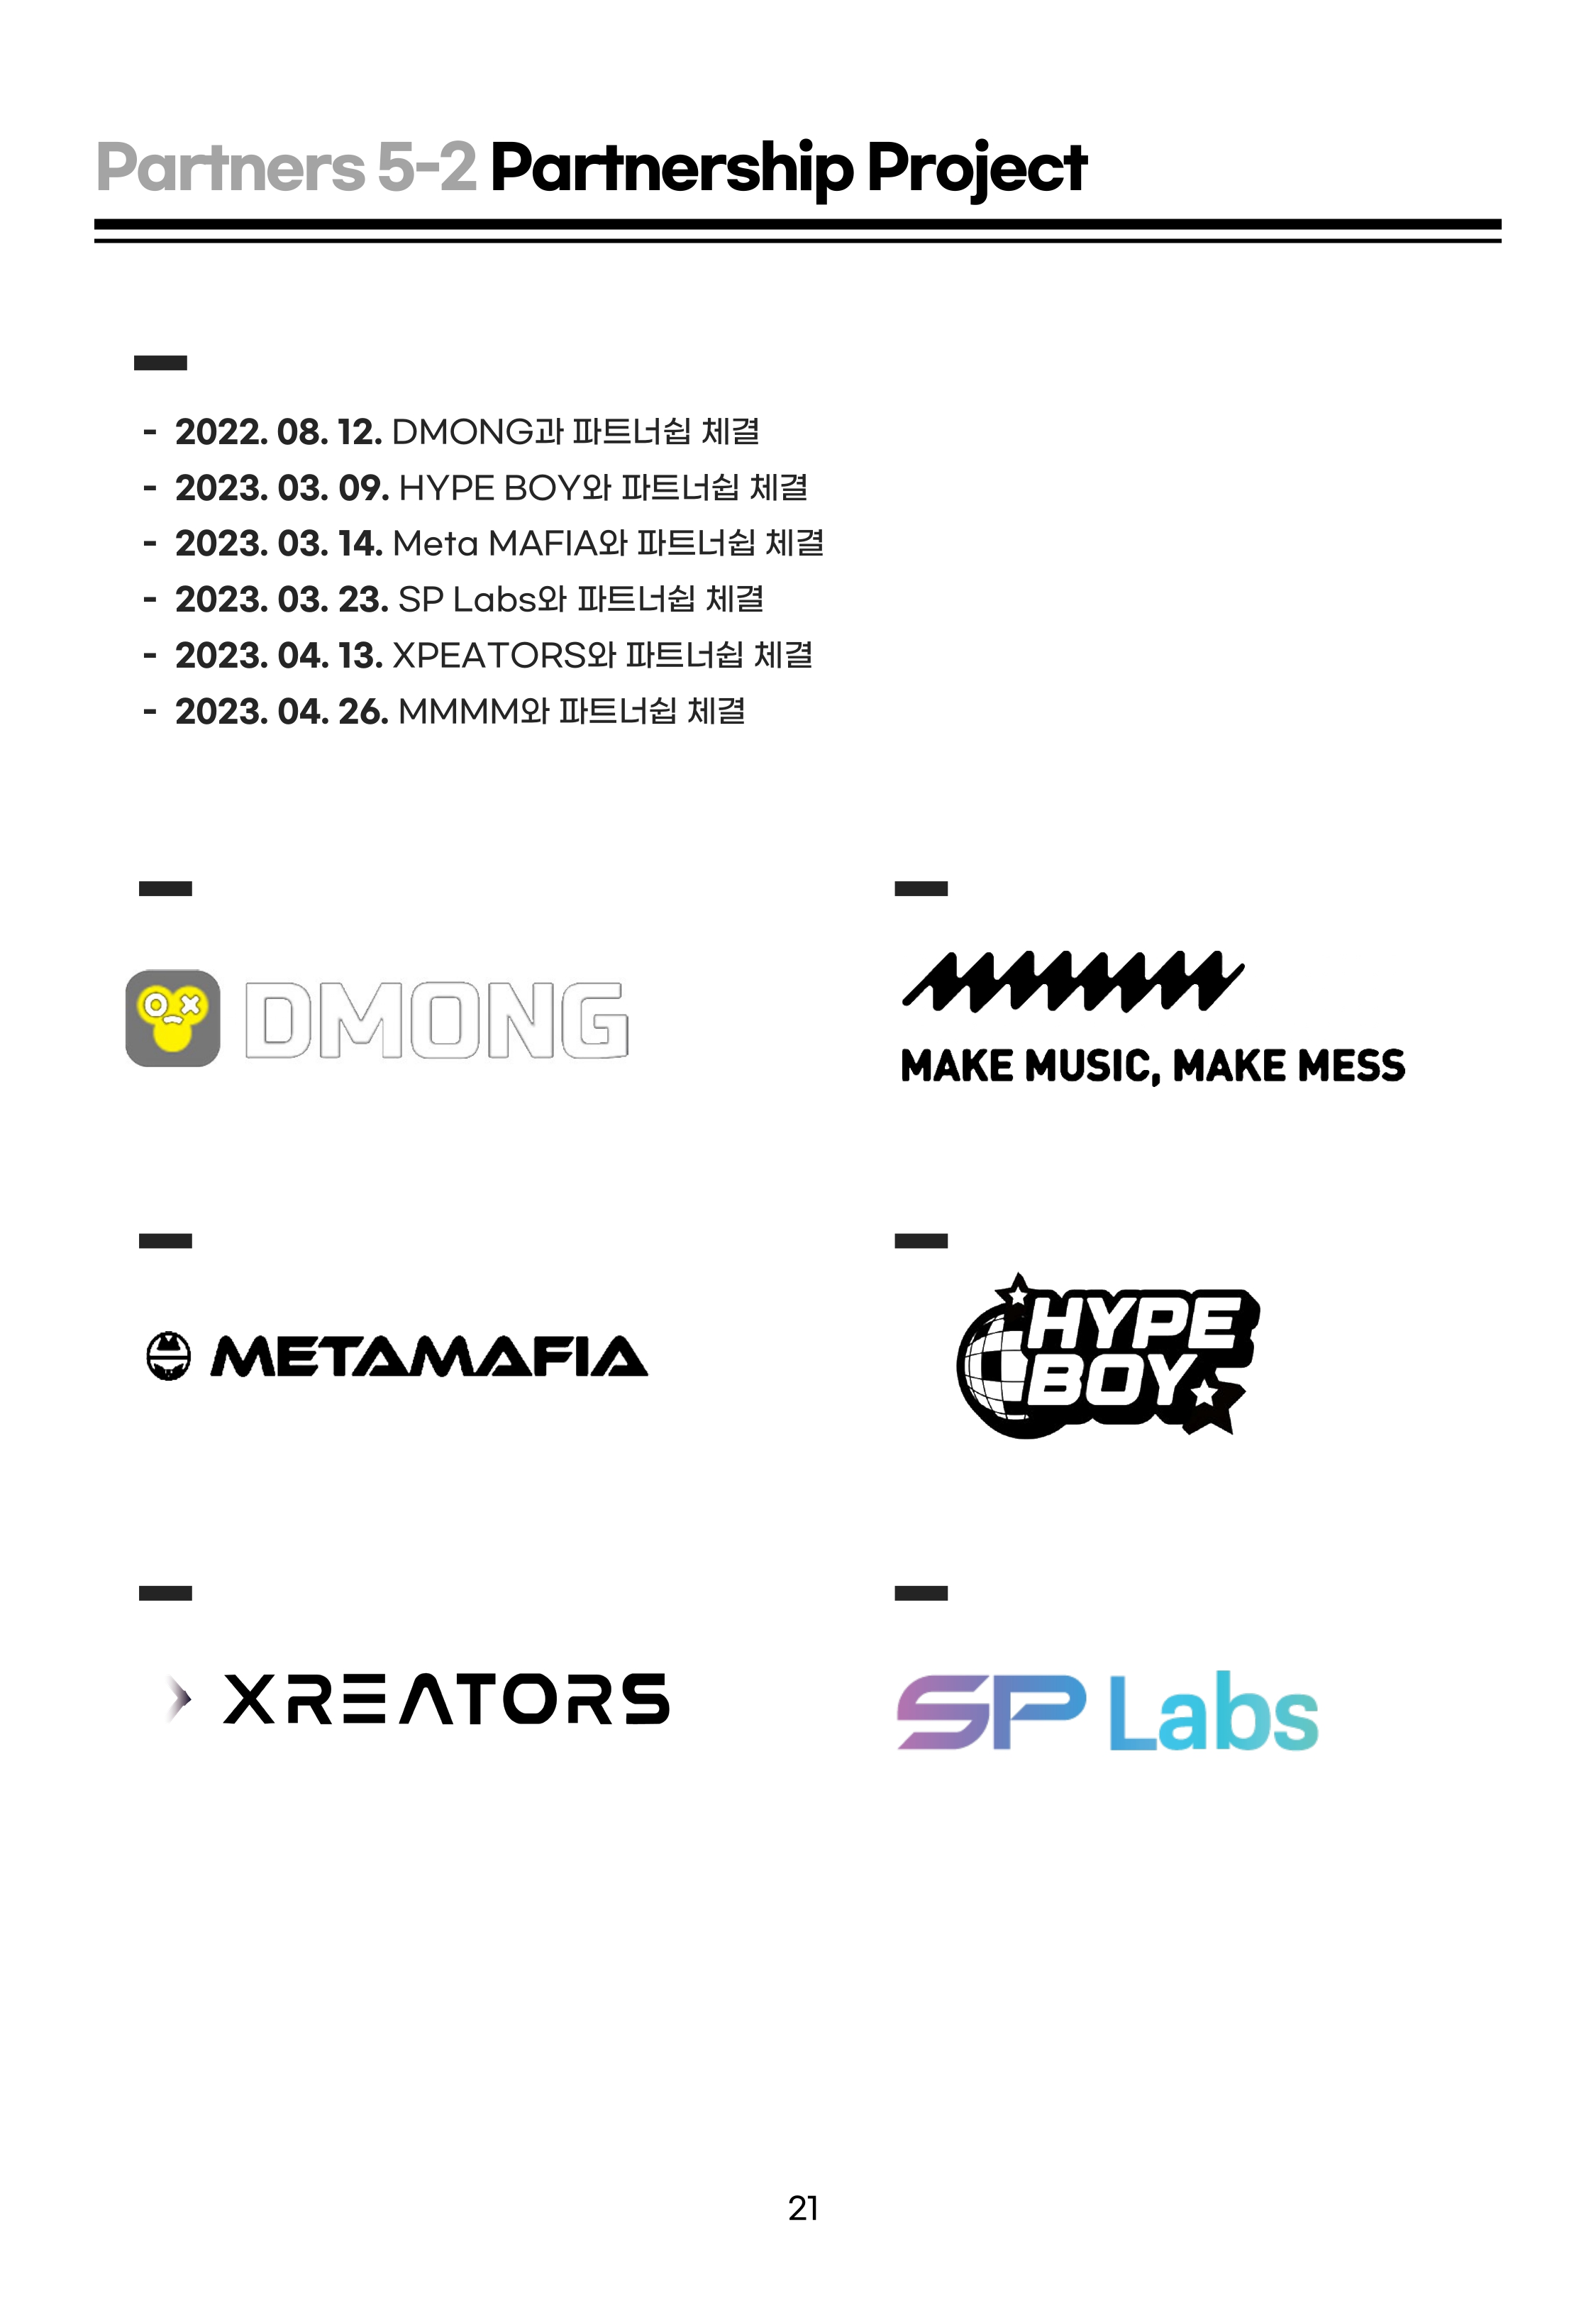 Partners 5-2 Partnership Project
- 2022. 08. 12. DMONG과 파트너쉽 체결
- 2023. 03. 09. HYPE BOY와 파트너쉽 체결
- 2023. 03. 14. Meta MAFIA와 파트너쉽 체결
- 2023. 03. 23. SP Labs와 파트너쉽 체결
- 2023. 04. 13. XPEATORS와 파트너쉽 체결
- 2023. 04. 26. MMMM와 파트너쉽 체결
DMONG
MAKE MUSIC, MAKE MESS
METAMAFIA
HYPE
BOY
XREATORS
SP Labs
21